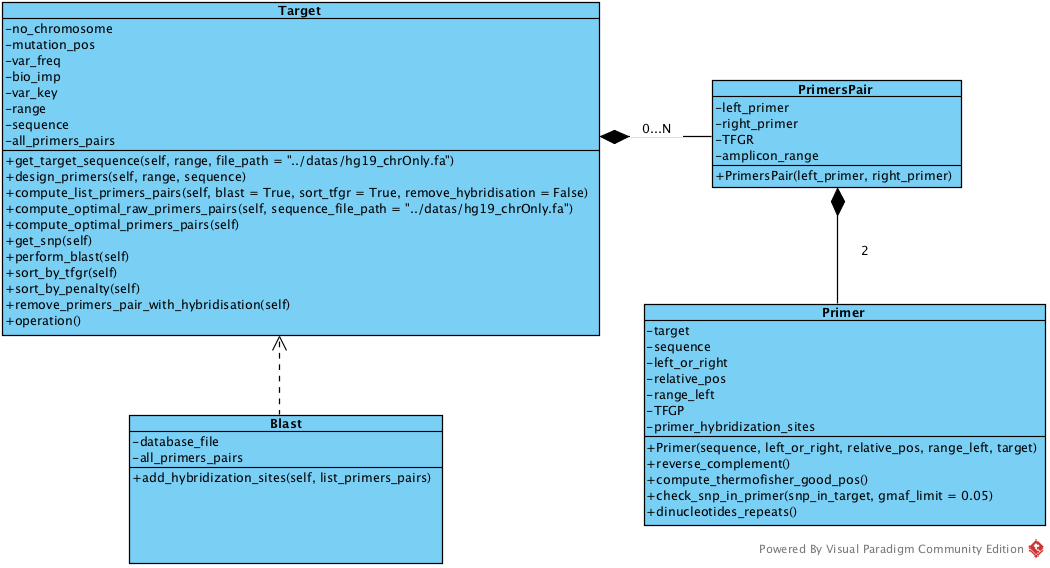 Target
-no_chromosome
-mutation_pos
-var_freq
-bio_imp
-var_key
-range
-sequence
-all_primers_pairs
+get_target_sequence(self, range, file_path = "../datas/hg19_chrOnly.fa")
+design_primers(self, range, sequence)
+compute_list_primers_pairs(self, blast = True, sort_tfgr = True, remove_hybridisation = False)
+compute_optimal_raw_primers_pairs(self, sequence_file_path = "../datas/hg19_chrOnly.fa")
+compute_optimal_primers_pairs(self)
+get_snp(self)
+perform_blast(self)
+sort_by_tfgr(self)
+sort_by_penalty(self)
+remove_primers_pair_with_hybridisation(self)
+operation()
0...N
PrimersPair
-left_primer
-right_primer
-TFGR
-amplicon_range
+PrimersPair(left_primer, right_primer)
2
Primer
-target
-sequence
-left_or_right
-relative_pos
-range_left
-TFGP
-primer_hybridization_sites
+Primer(sequence, left_or_right, relative_pos, range_left, target)
+reverse_complement()
+compute_thermofisher_good_pos()
+check_snp_in_primer(snp_in_target, gmaf_limit = 0.05)
+dinucleotides_repeats()
Blast
-database_file
-all_primers_pairs
+add_hybridization_sites(self, list_primers_pairs)
Powered By Visual Paradigm Community Edition